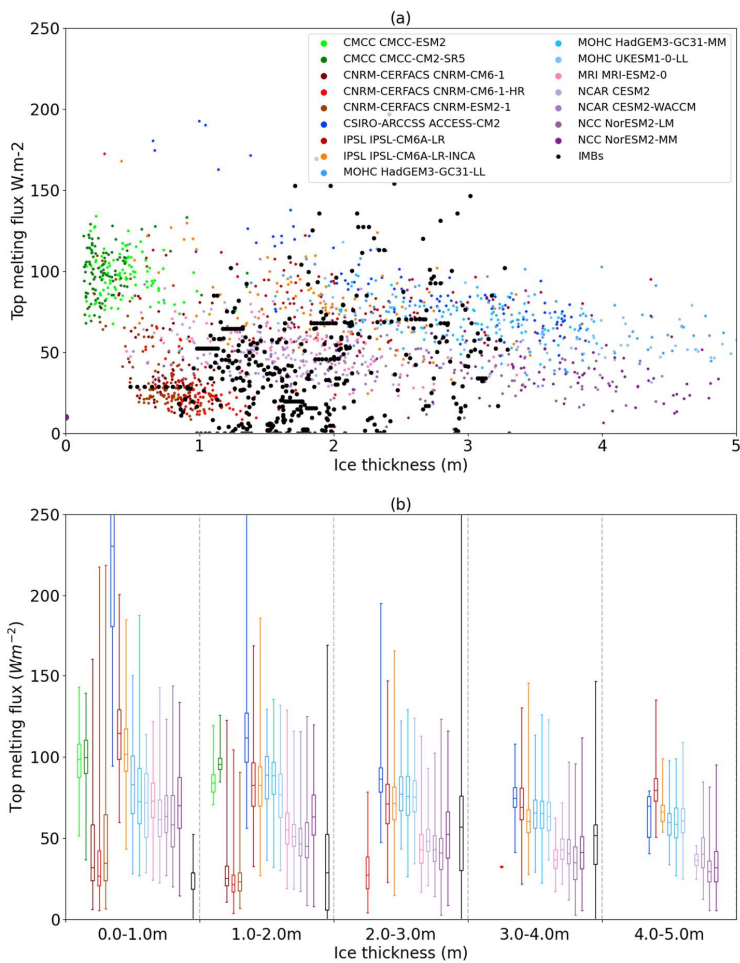 (a)
250
200
150
100
50
0
Top melting flux W.m-2
CMCC CMCC-ESM2
CMCC CMCC-CM2-SR5
CNRM-CERFACS CNRM-CM6-1
CNRM-CERFACS CNRM-CM6-1-HR
CNRM-CERFACS CNRM-ESM2-1
CSIRO-ARCCSS ACCESS-CM2
IPSL IPSL-CM6A-LR
IPSL IPSL-CM6A-LR-INCA
MOHC HadGEM3-GC31-LL
MOHC HadGEM3-GC31-MM
MOHC UKESM1-0-LL
MRI MRI-ESM2-0
NCAR CESM2
NCAR CESM2-WACCM
NCC NorESM2-LM
NCC NorESM2-MM
IMBs
0 1 2 3 4 5
Ice thickness (m)
(b)
250
200
150
100
50
0
Top melting flux (Wm−2)
0.0-1.0m 1.0-2.0m 2.0-3.0m 3.0-4.0m 4.0-5.0m
Ice thickness (m)